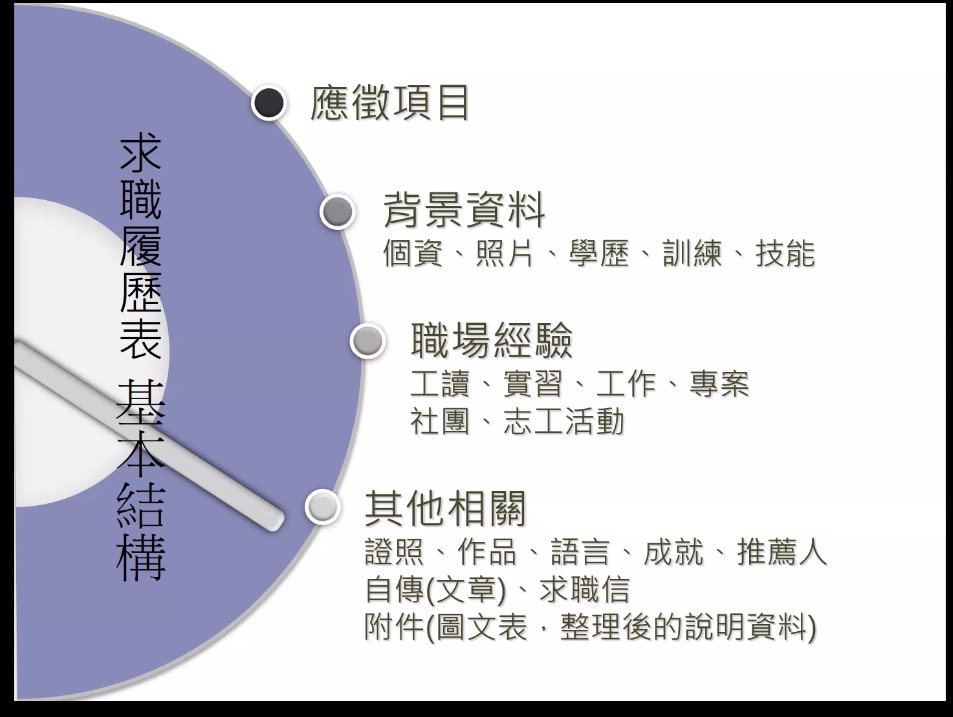 求職履歷表 基本結構
應徵項目
背景資料
個資、照片、學歷、訓練、技能
職場經驗
工讀、實習、工作、專案
社團、志工活動
其他相關
證照、作品、語言、成就、推薦人
自傳(文章)、求職信
附件(圖文表，整理後的說明資料)